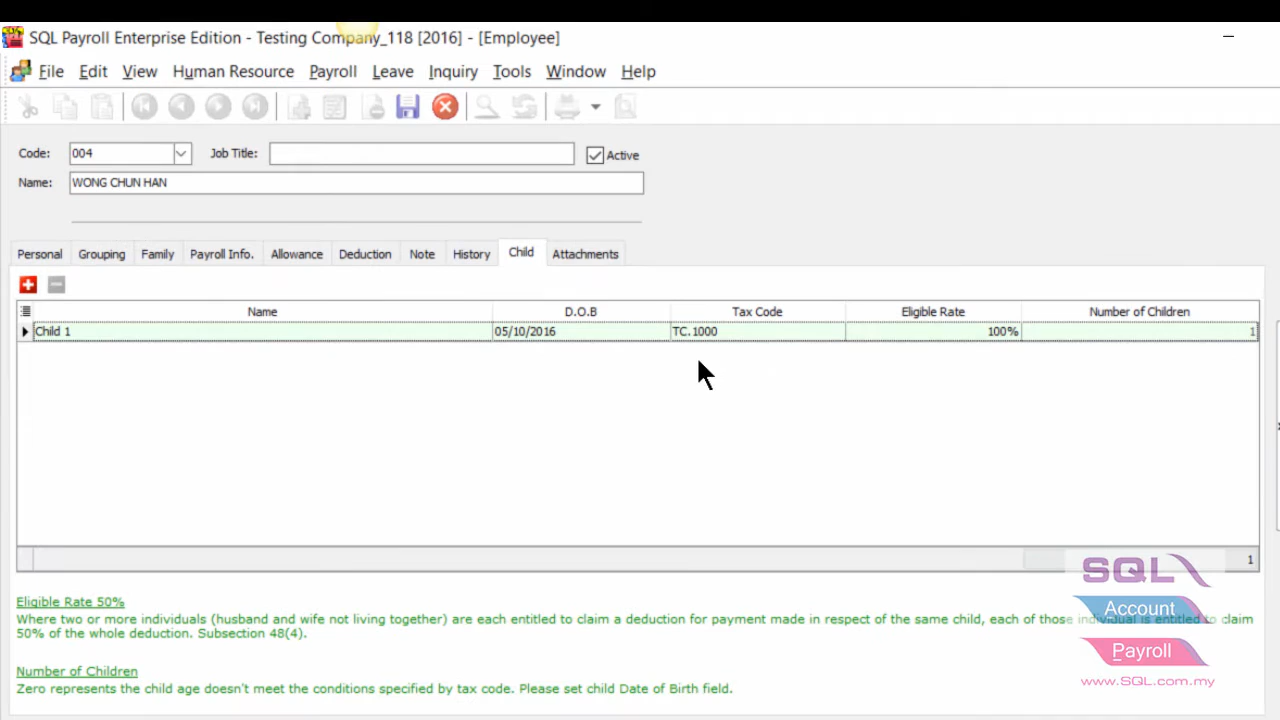 SQL Payroll Enterprise Edition - Testing Company_118 [2016] - [Employee]
File Edit View Human Resource Payroll Leave Inquiry Tools Window Help
Code: 004 Job Title: Active
Name: WONG CHUN HAN
Personal Grouping Family Payroll Info. Allowance Deduction Note History Child Attachments
Name D.O.B Tax Code Eligible Rate Number of Children
Child 1 05/10/2016 TC.1000 100% 1
1
Eligible Rate 50%
Where two or more individuals (husband and wife not living together) are each entitled to claim a deduction for payment made in respect of the same child, each of those individual is entitled to claim
50% of the whole deduction. Subsection 48(4).
Number of Children
Zero represents the child age doesn't meet the conditions specified by tax code. Please set child Date of Birth field.
SQL
Account
Payroll
www.SQL.com.my